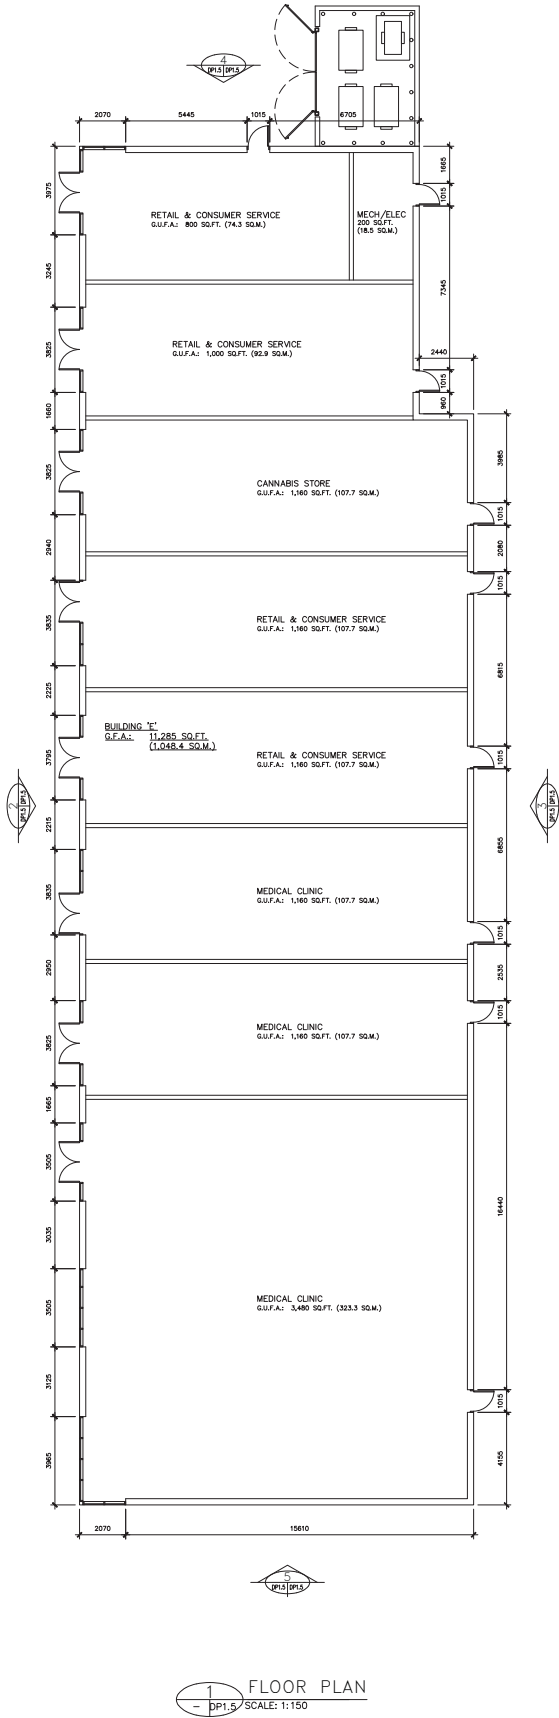 4
DP1.5 DP1.5
2070
5445
1015
6705
3975
3245
3825
1660
3825
2940
3835
2225
3795
2215
3835
2950
3825
1665
3505
3035
3505
3125
3965
RETAIL & CONSUMER SERVICE
G.U.F.A.: 800 SQ.FT. (74.3 SQ.M.)
MECH/ELEC
200 SQ.FT.
(18.5 SQ.M.)
1665
1015
7345
1015
960
2440
RETAIL & CONSUMER SERVICE
G.U.F.A.: 1,000 SQ.FT. (92.9 SQ.M.)
CANNABIS STORE
G.U.F.A.: 1,160 SQ.FT. (107.7 SQ.M.)
3985
1015
2080
1015
6815
1015
6855
1015
2535
1015
16440
1015
4155
RETAIL & CONSUMER SERVICE
G.U.F.A.: 1,160 SQ.FT. (107.7 SQ.M.)
BUILDING 'E'
G.F.A.: 11,285 SQ.FT.
(1,048.4 SQ.M.)
RETAIL & CONSUMER SERVICE
G.U.F.A.: 1,160 SQ.FT. (107.7 SQ.M.)
2
DP1.5 DP1.5
3
DP1.5 DP1.5
MEDICAL CLINIC
G.U.F.A.: 1,160 SQ.FT. (107.7 SQ.M.)
MEDICAL CLINIC
G.U.F.A.: 1,160 SQ.FT. (107.7 SQ.M.)
MEDICAL CLINIC
G.U.F.A.: 3,480 SQ.FT. (323.3 SQ.M.)
2070
15610
5
DP1.5 DP1.5
1
- DP1.5
FLOOR PLAN
SCALE: 1:150